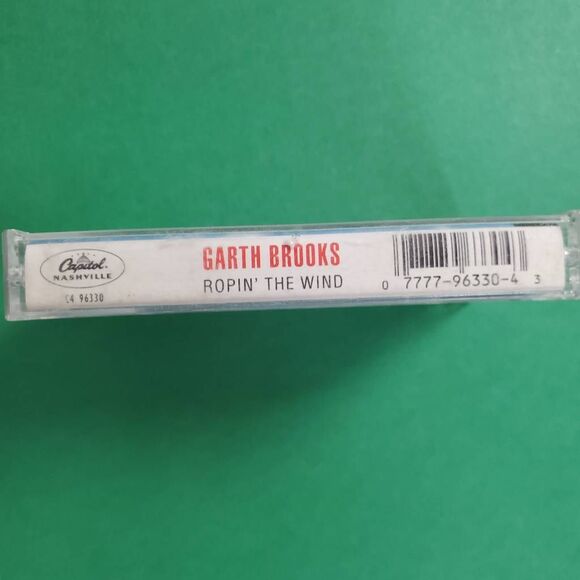 Capitol
NASHVILLE
C4 96330
GARTH BROOKS
ROPIN' THE WIND
0 7777-96330-4 3